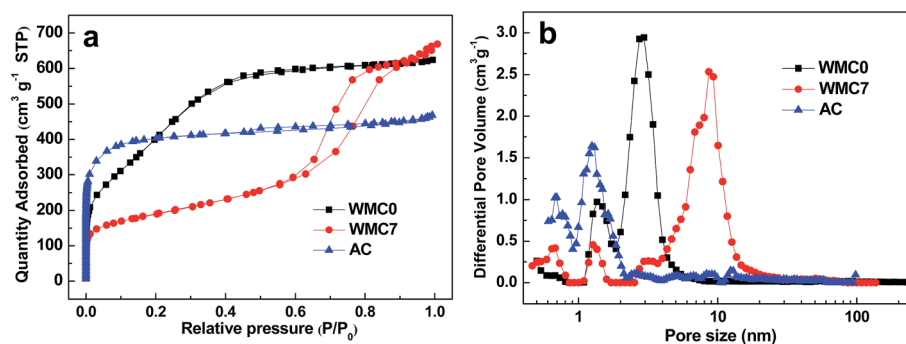 a
Quantity Adsorbed (cm³ g⁻¹ STP)
700
600
500
400
300
200
100
0
WMC0
WMC7
AC
0.0 0.2 0.4 0.6 0.8 1.0
Relative pressure (P/P₀)
b
Differential Pore Volume (cm³g⁻¹)
3.0
2.5
2.0
1.5
1.0
0.5
0.0
WMC0
WMC7
AC
1 10 100
Pore size (nm)